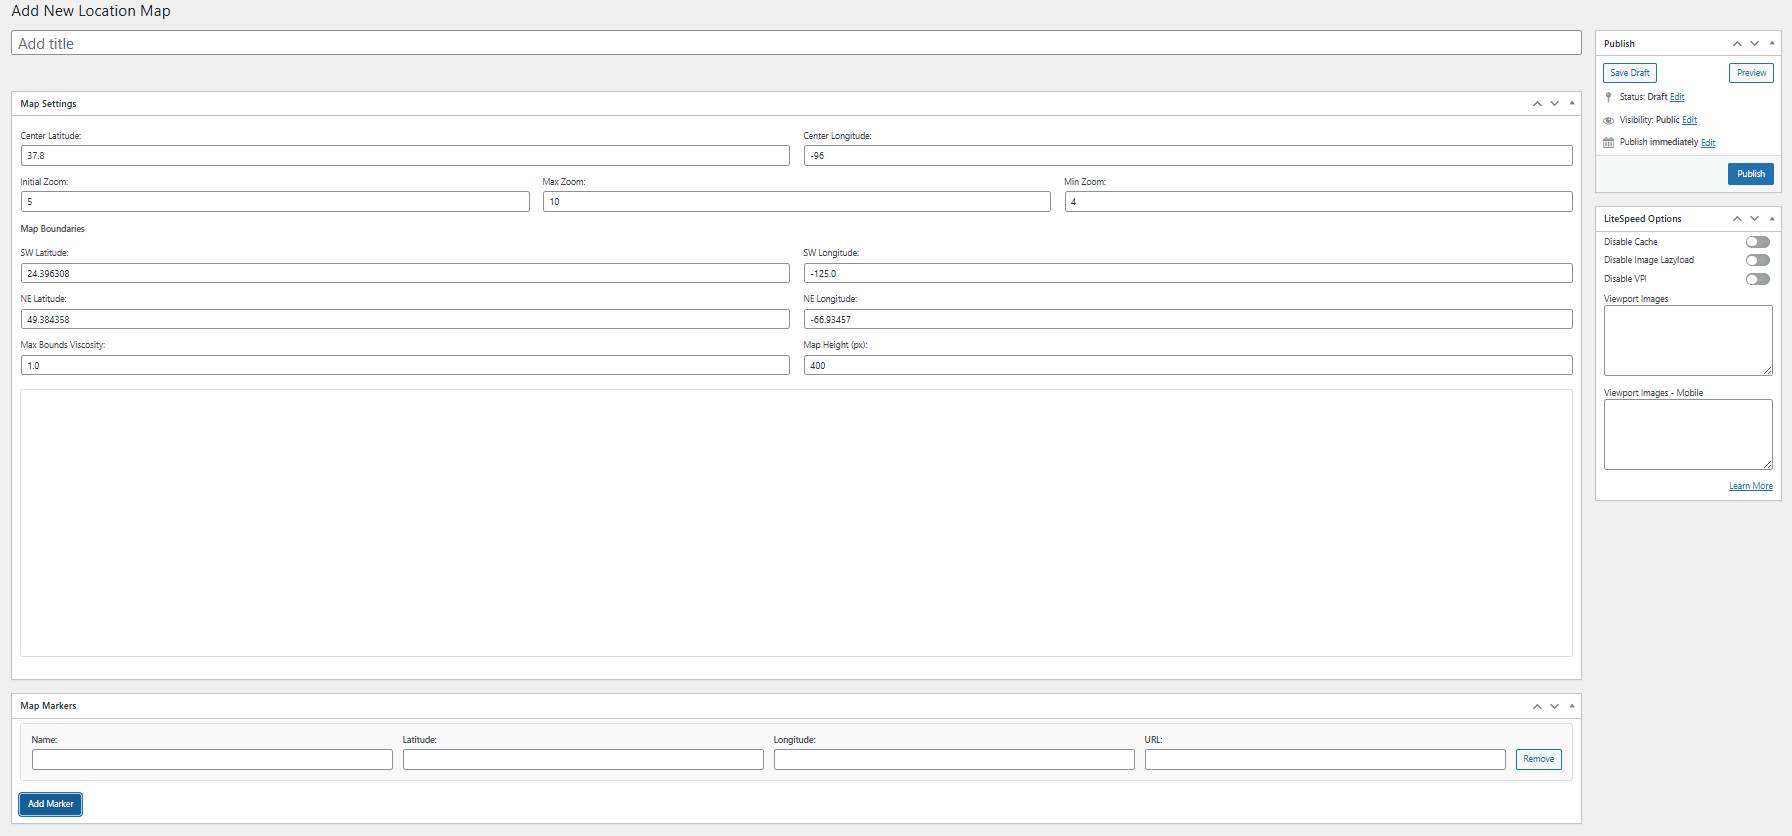 Add New Location Map
Add title
Map Settings
Center Latitude:
Center Longitude:
37.8
-96
Initial Zoom:
Max Zoom:
Min Zoom:
5
10
4
Map Boundaries
SW Latitude:
SW Longitude:
24.396308
-125.0
NE Latitude:
NE Longitude:
49.384358
-66.93457
Max Bounds Viscosity:
Map Height (px):
1.0
400
Map Markers
Name:
Latitude:
Longitude:
URL:
Remove
Add Marker
Publish
Save Draft
Preview
Status: Draft Edit
Visibility: Public Edit
Publish immediately Edit
Publish
LiteSpeed Options
Disable Cache
Disable Image Lazyload
Disable VPI
Viewport Images
Viewport Images - Mobile
Learn More